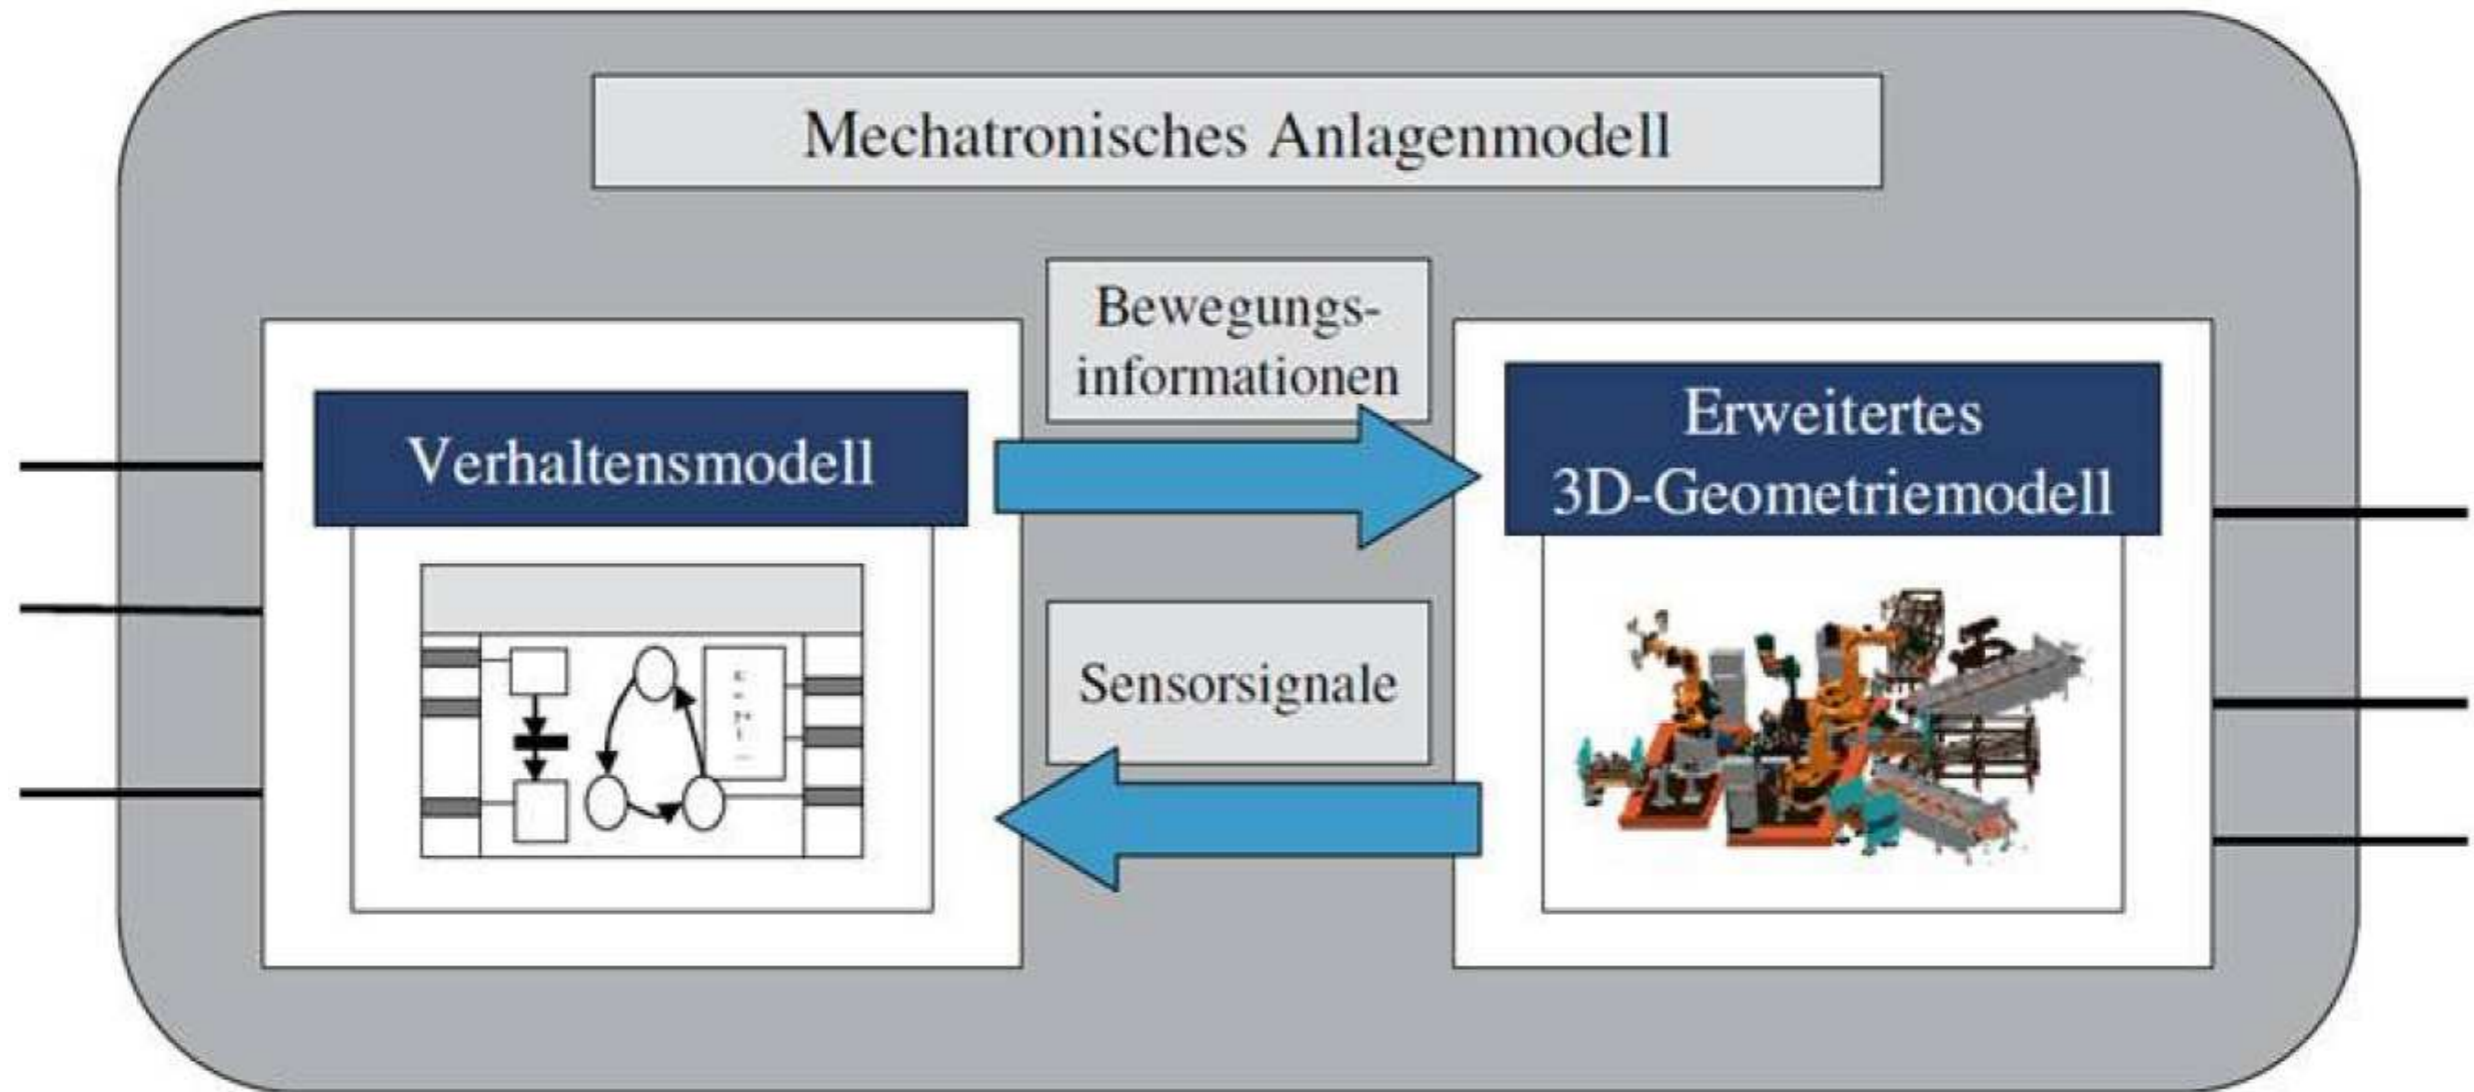 Mechatronisches Anlagenmodell
Bewegungs-
informationen
Verhaltensmodell
Erweitertes
3D-Geometriemodell
Sensorsignale